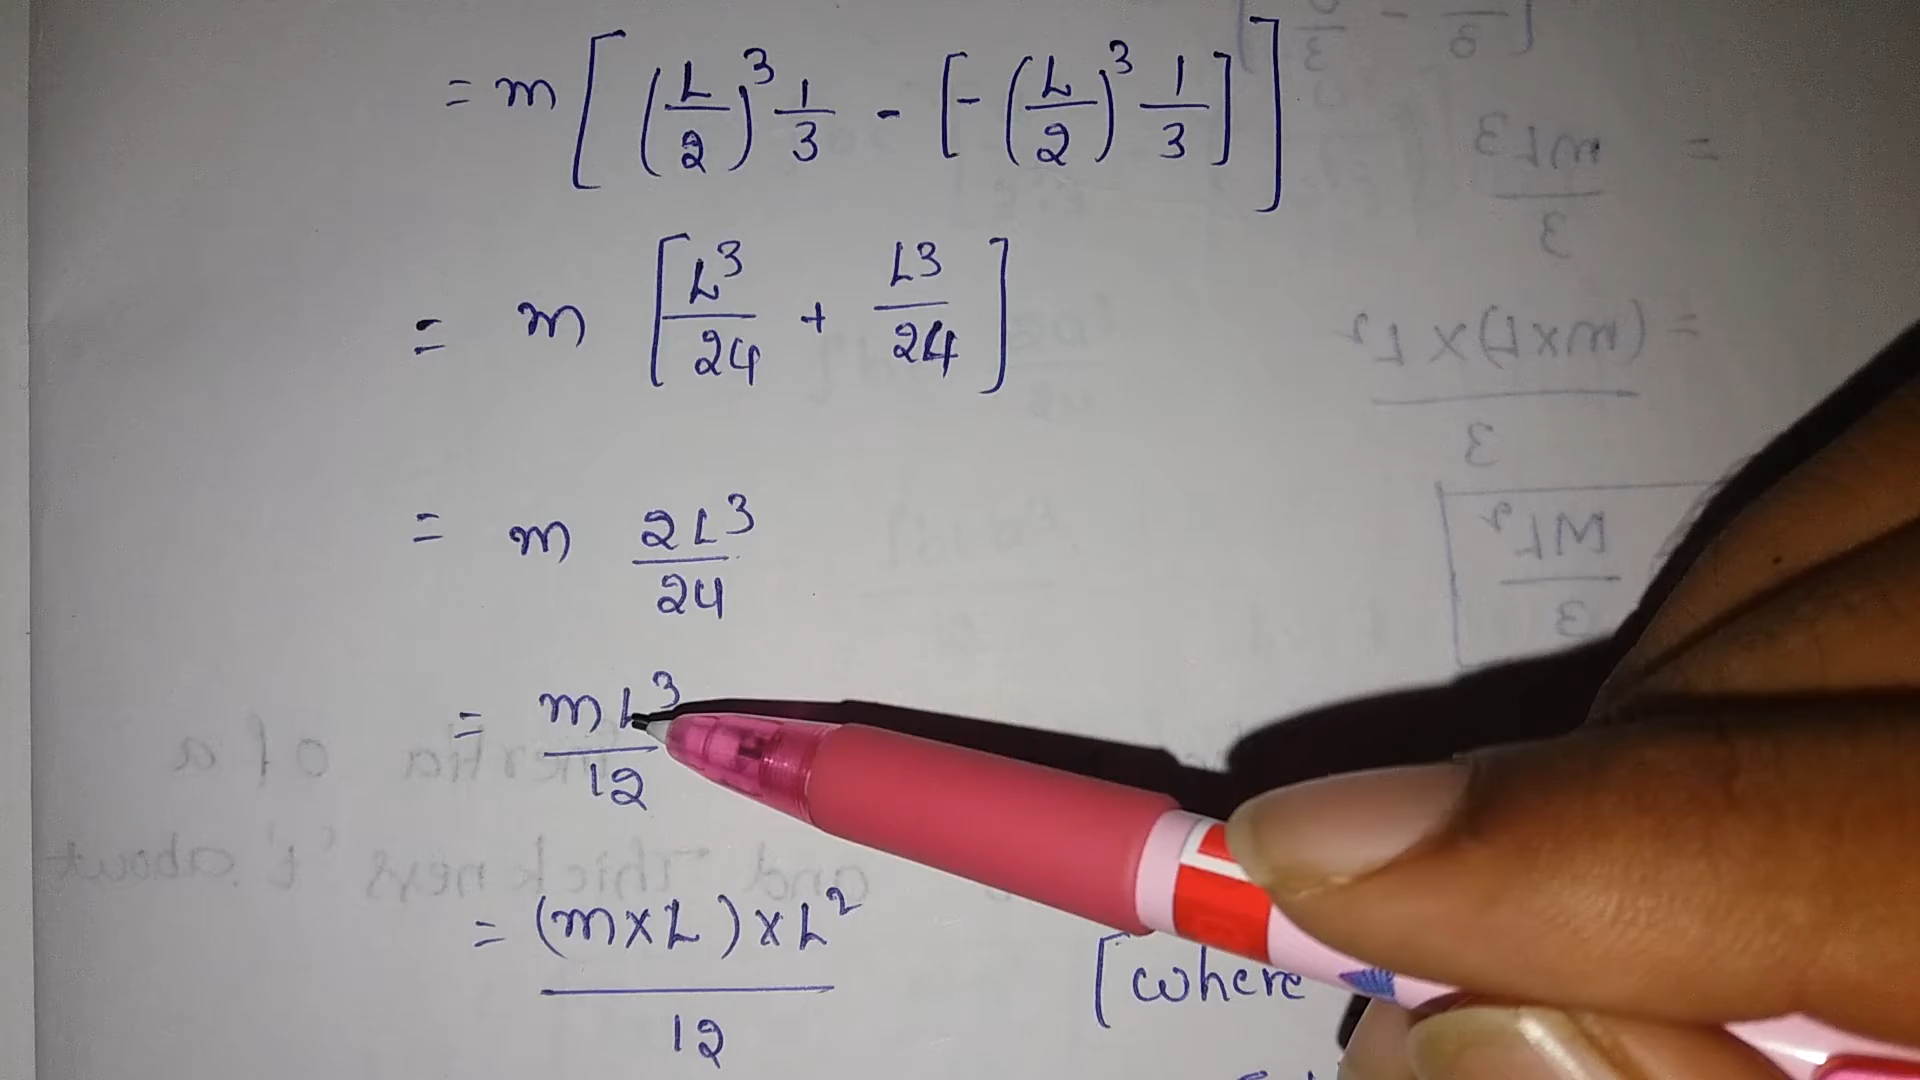 = m [ (L/2)³ 1/3 - [- (L/2)³ 1/3 ] ]
= m [ L³/24 + L³/24 ]
= m 2L³/24
= mL³/12
= (m×L)×L²/12
[where